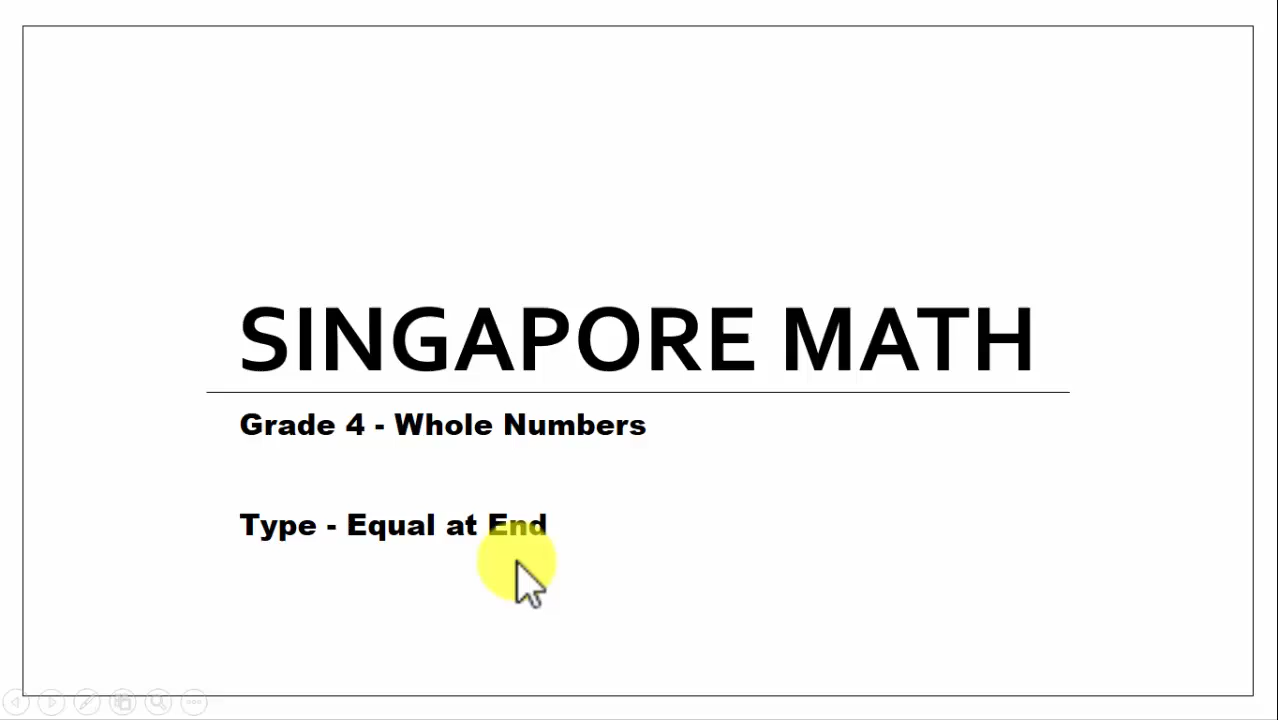 SINGAPORE MATH
Grade 4 - Whole Numbers
Type - Equal at End